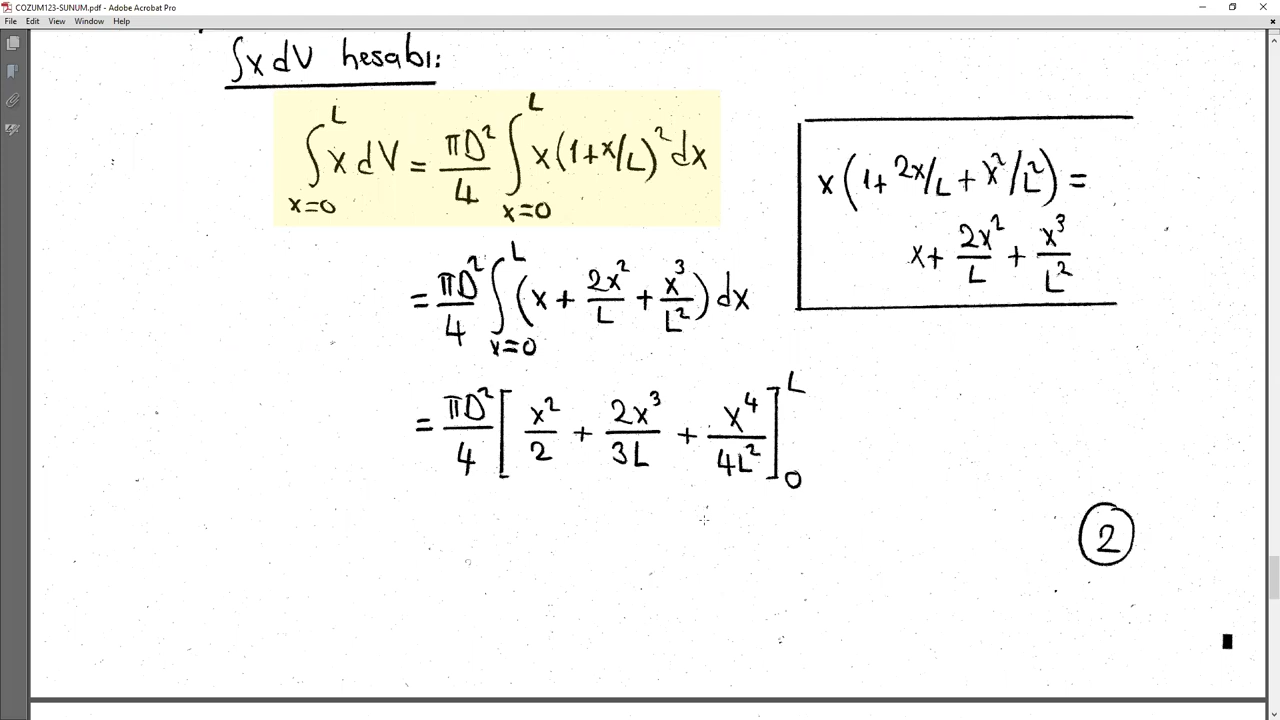 COZUM123-SUNUM.pdf - Adobe Acrobat Pro
File Edit View Window Help
∫x dV hesabı:
∫_{x=0}^{L} x dV = πD²/4 ∫_{x=0}^{L} x(1+x/L)² dx
= πD²/4 ∫_{x=0}^{L} (x + 2x²/L + x³/L²) dx
= πD²/4 [x²/2 + 2x³/3L + x⁴/4L²]_0^L
x(1 + 2x/L + x²/L²) =
x + 2x²/L + x³/L²
2